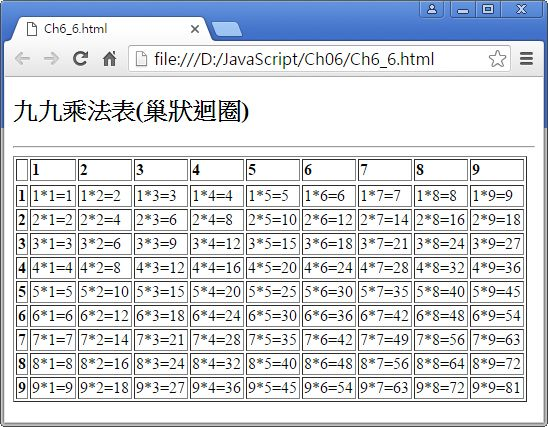 Ch6_6.html
file:///D:/JavaScript/Ch06/Ch6_6.html
九九乘法表(巢狀迴圈)
1 2 3 4 5 6 7 8 9
1 1*1=1 1*2=2 1*3=3 1*4=4 1*5=5 1*6=6 1*7=7 1*8=8 1*9=9
2 2*1=2 2*2=4 2*3=6 2*4=8 2*5=10 2*6=12 2*7=14 2*8=16 2*9=18
3 3*1=3 3*2=6 3*3=9 3*4=12 3*5=15 3*6=18 3*7=21 3*8=24 3*9=27
4 4*1=4 4*2=8 4*3=12 4*4=16 4*5=20 4*6=24 4*7=28 4*8=32 4*9=36
5 5*1=5 5*2=10 5*3=15 5*4=20 5*5=25 5*6=30 5*7=35 5*8=40 5*9=45
6 6*1=6 6*2=12 6*3=18 6*4=24 6*5=30 6*6=36 6*7=42 6*8=48 6*9=54
7 7*1=7 7*2=14 7*3=21 7*4=28 7*5=35 7*6=42 7*7=49 7*8=56 7*9=63
8 8*1=8 8*2=16 8*3=24 8*4=32 8*5=40 8*6=48 8*7=56 8*8=64 8*9=72
9 9*1=9 9*2=18 9*3=27 9*4=36 9*5=45 9*6=54 9*7=63 9*8=72 9*9=81